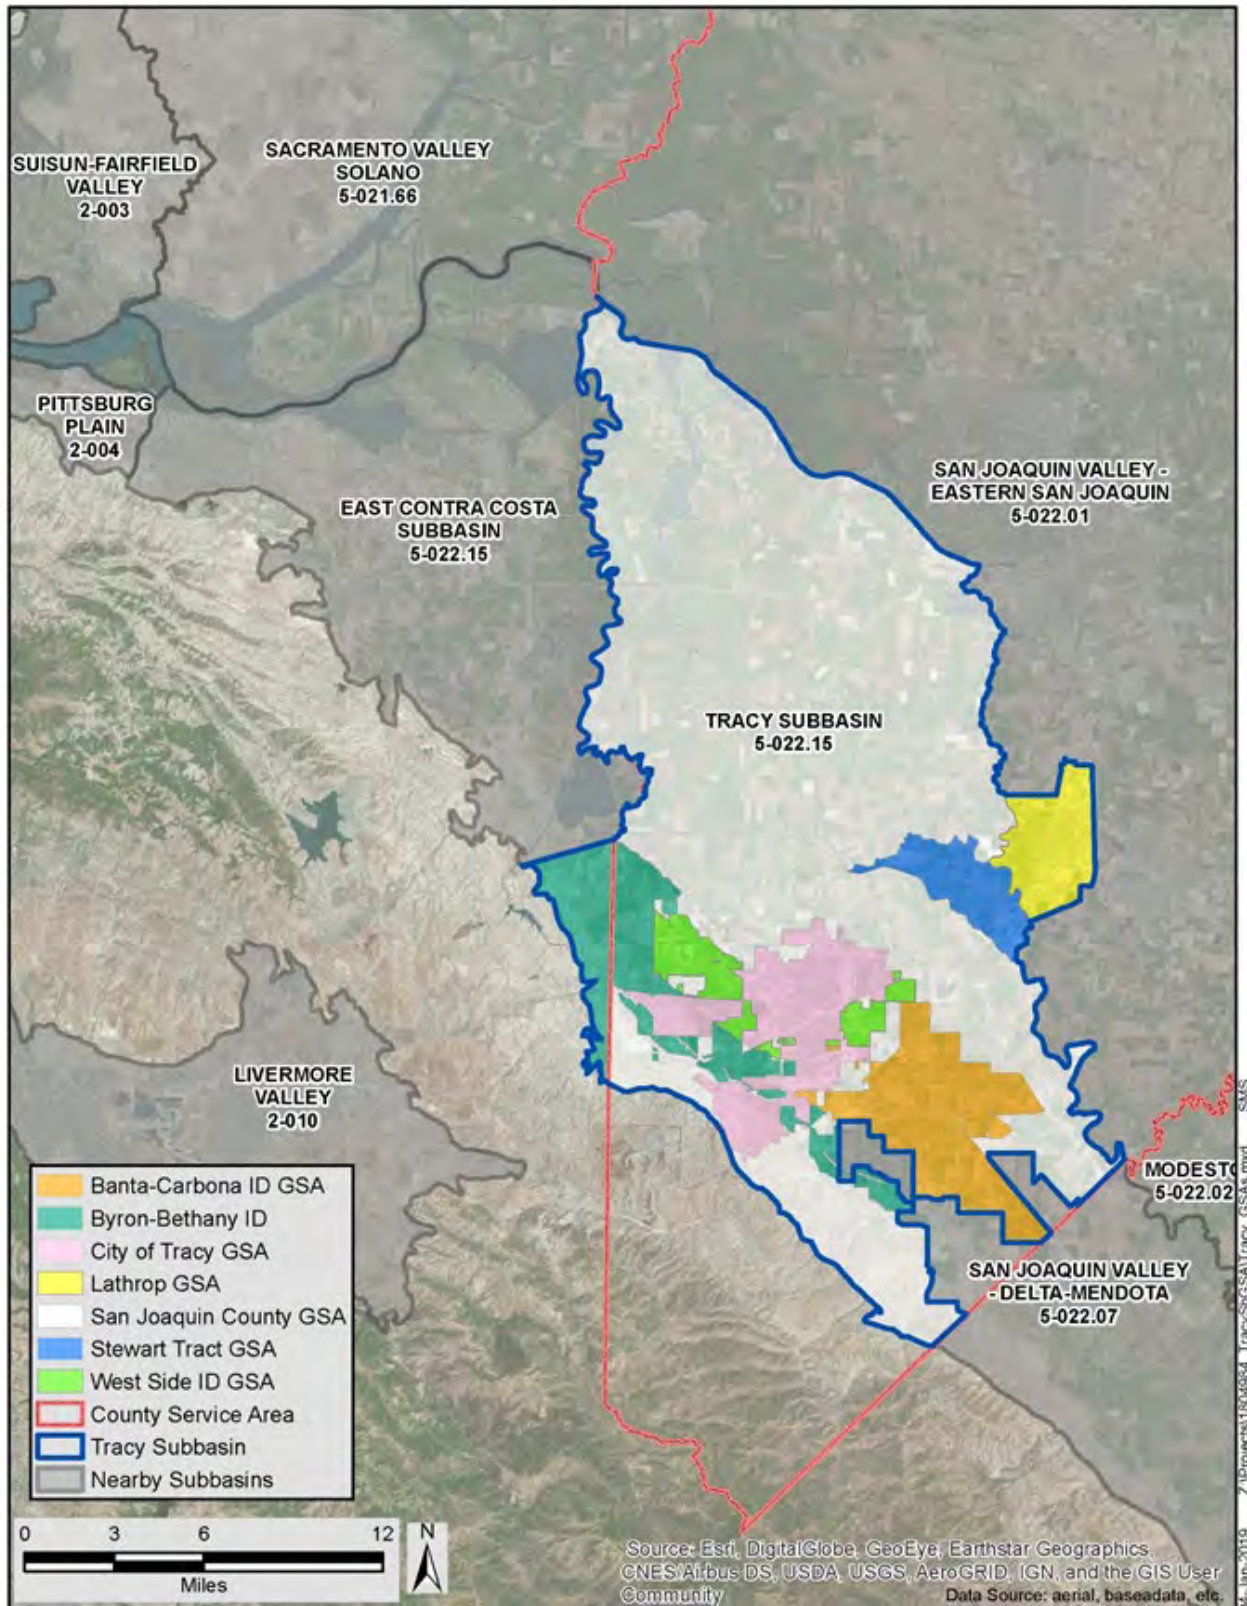 SUISUN-FAIRFIELD
VALLEY
2-003
SACRAMENTO VALLEY
SOLANO
5-021.66
PITTSBURG
PLAIN
2-004
EAST CONTRA COSTA
SUBBASIN
5-022.15
SAN JOAQUIN VALLEY -
EASTERN SAN JOAQUIN
5-022.01
TRACY SUBBASIN
5-022.15
LIVERMORE
VALLEY
2-010
MODESTO
5-022.02
SAN JOAQUIN VALLEY
- DELTA-MENDOTA
5-022.07
Banta-Carbona ID GSA
Byron-Bethany ID
City of Tracy GSA
Lathrop GSA
San Joaquin County GSA
Stewart Tract GSA
West Side ID GSA
County Service Area
Tracy Subbasin
Nearby Subbasins
0 3 6 12
Miles
N
Source: Esri, DigitalGlobe, GeoEye, Earthstar Geographics,
CNES/Airbus DS, USDA, USGS, AeroGRID, IGN, and the GIS User
Community
Data Source: aerial, baseadata, etc.
SMS